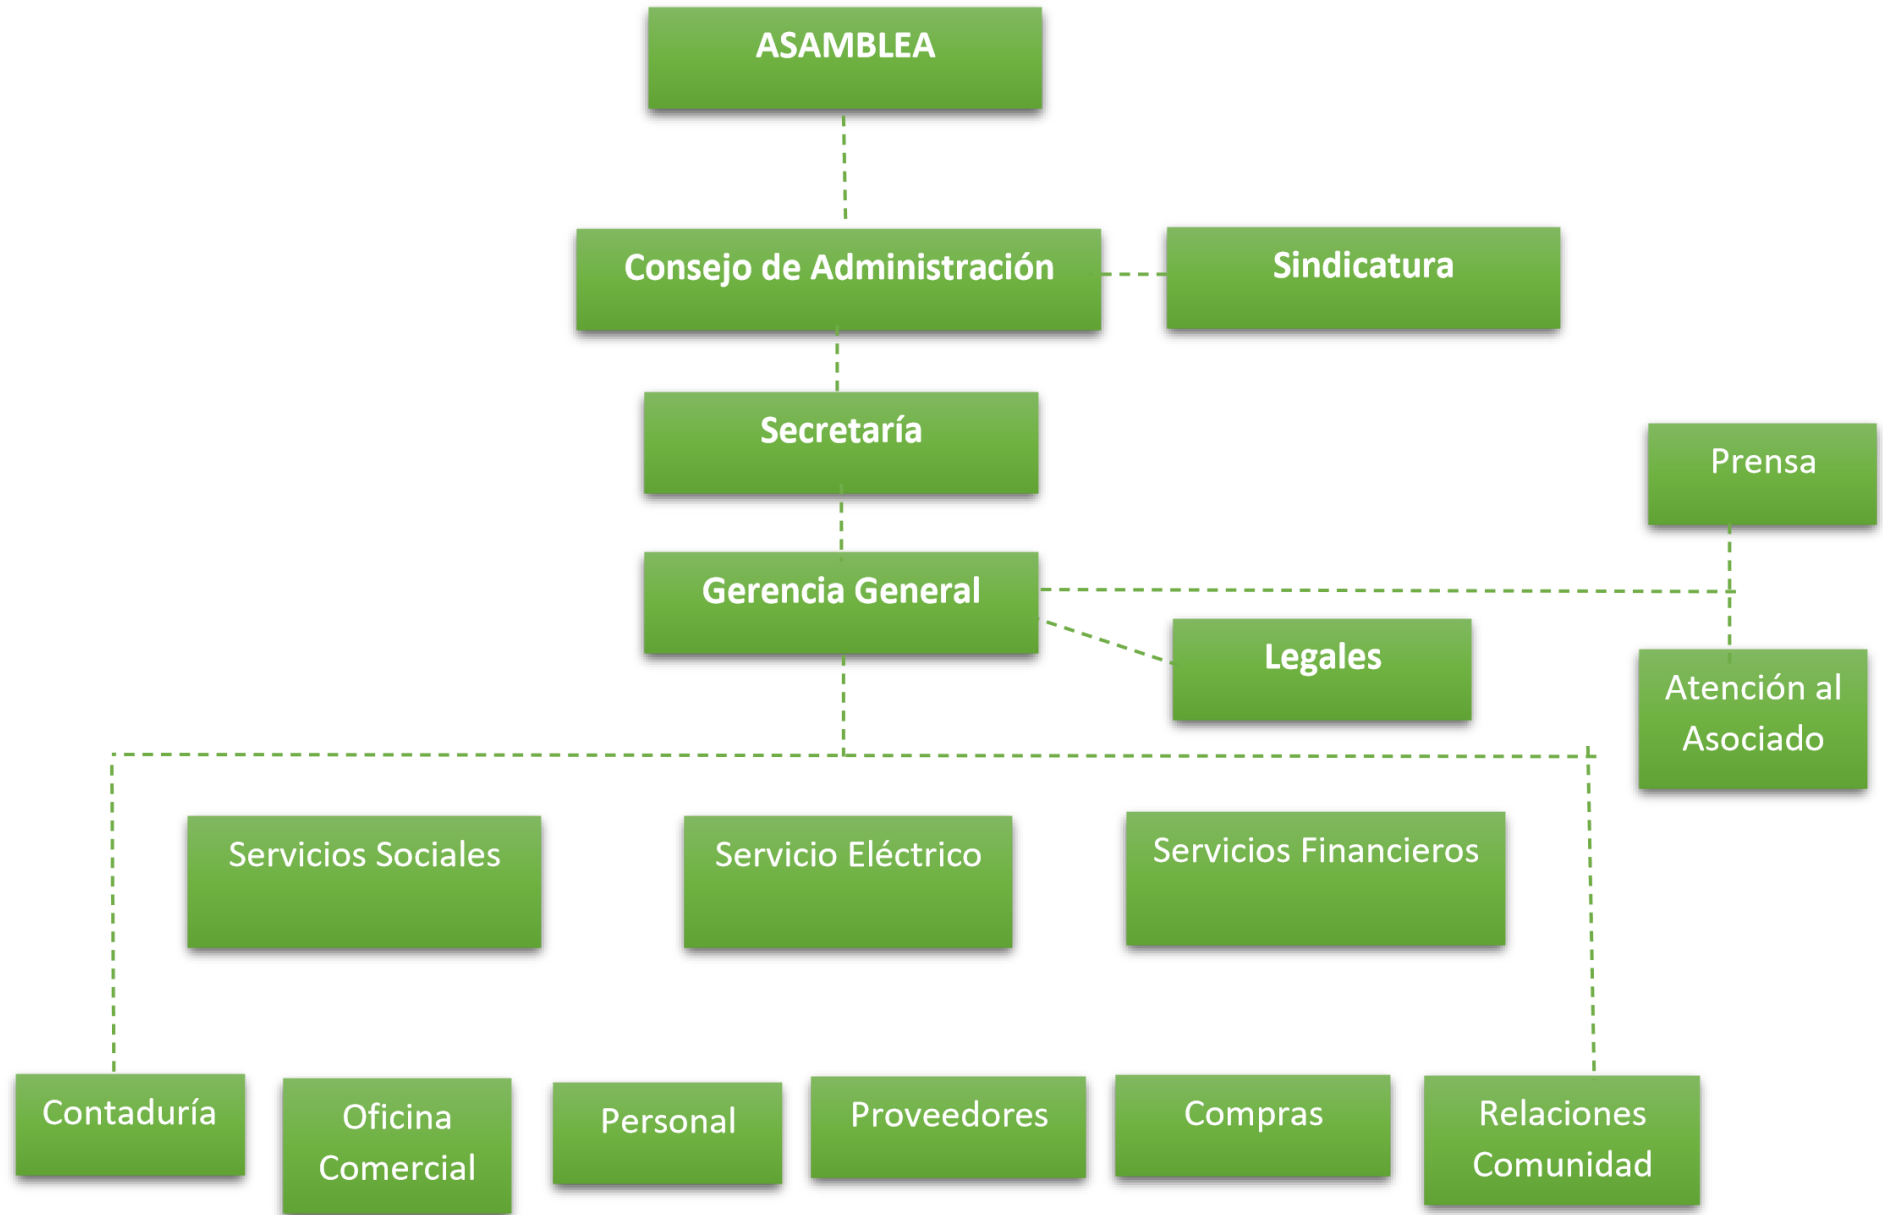 ASAMBLEA
Consejo de Administración
Sindicatura
Secretaría
Prensa
Gerencia General
Legales
Atención al
Asociado
Servicios Sociales
Servicio Eléctrico
Servicios Financieros
Contaduría
Oficina
Comercial
Personal
Proveedores
Compras
Relaciones
Comunidad